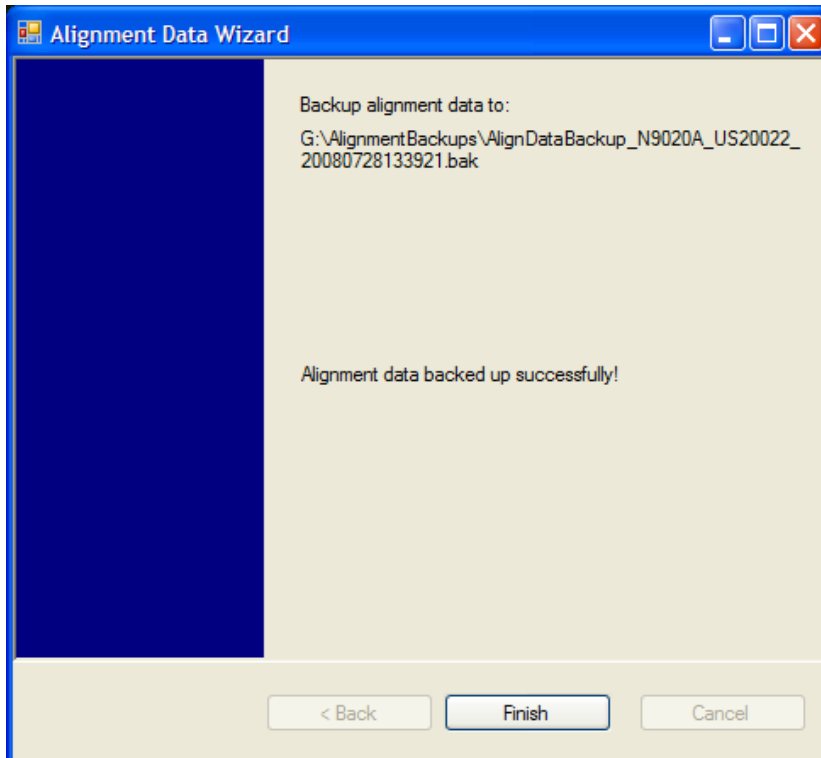 Alignment Data Wizard
Backup alignment data to:
G:\AlignmentBackups\AlignDataBackup_N9020A_US20022_
20080728133921.bak
Alignment data backed up successfully!
< Back
Finish
Cancel